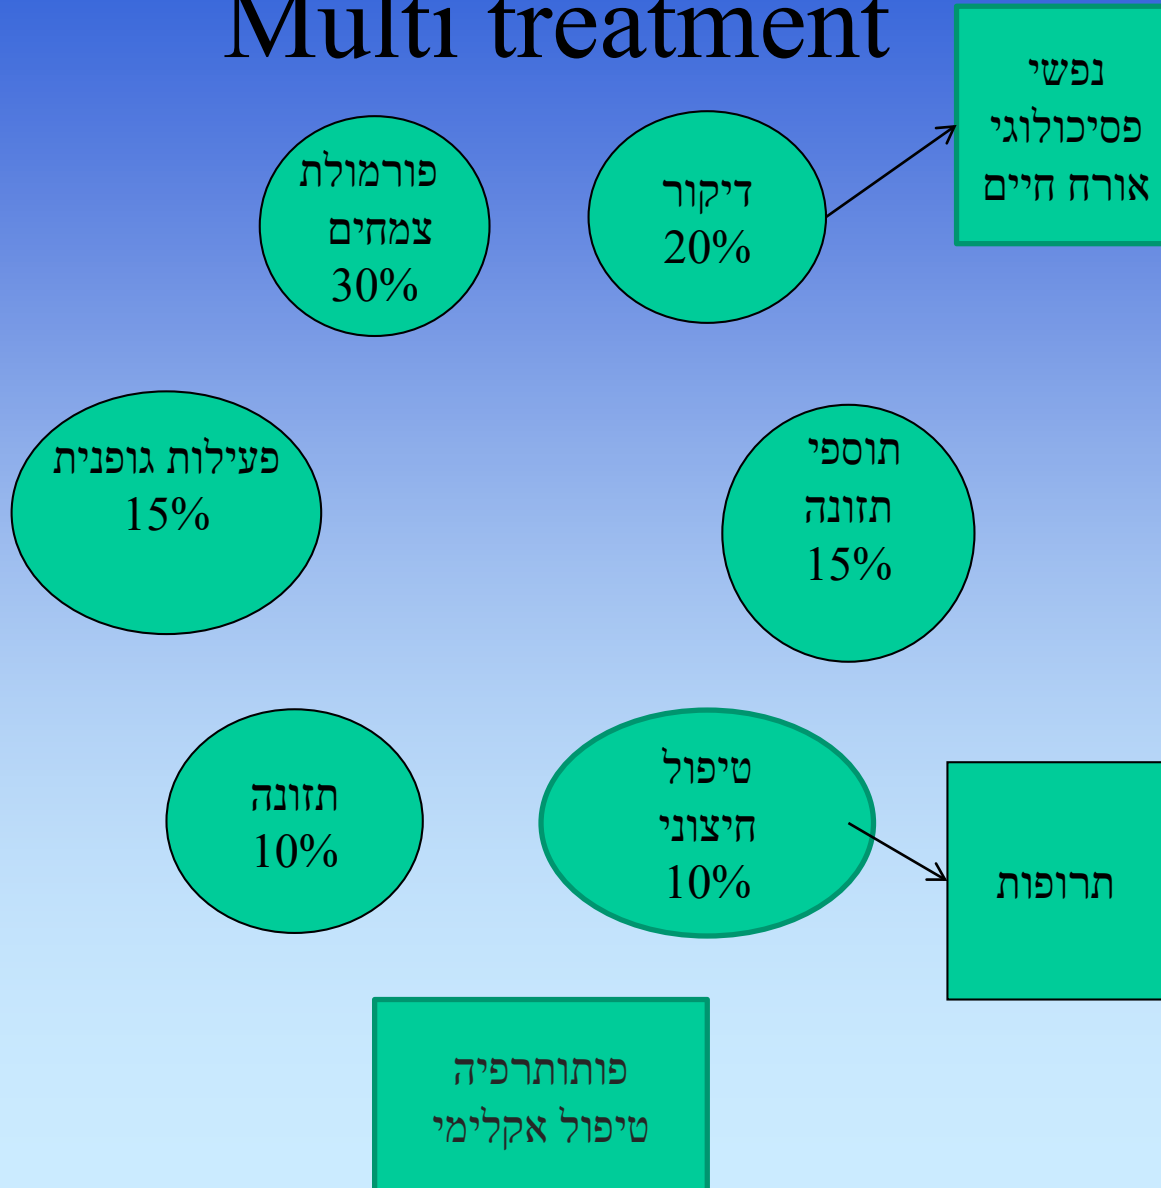 Multi treatment
נפשי
פסיכולוגי
אורח חיים
דיקור
20%
פורמולת
צמחים
30%
תוספי
תזונה
15%
פעילות גופנית
15%
טיפול
חיצוני
10%
תזונה
10%
תרופות
פותותרפיה
טיפול אקלימי